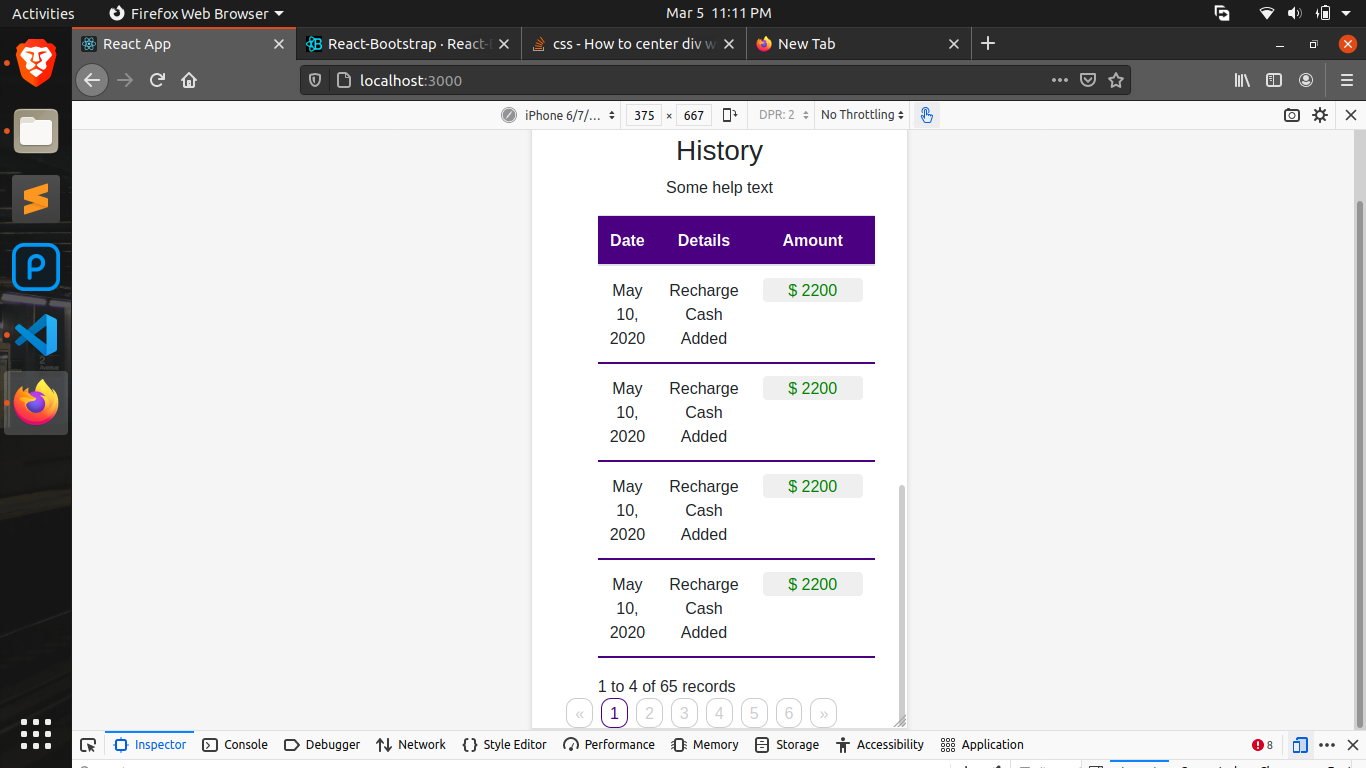 Activities
Firefox Web Browser
Mar 5 11:11 PM
React App
React-Bootstrap · React-
css - How to center div w
New Tab
localhost:3000
iPhone 6/7/...
375 × 667
DPR: 2
No Throttling
History
Some help text
Date Details Amount
May 10, 2020
Recharge Cash Added
$ 2200
May 10, 2020
Recharge Cash Added
$ 2200
May 10, 2020
Recharge Cash Added
$ 2200
May 10, 2020
Recharge Cash Added
$ 2200
1 to 4 of 65 records
« 1 2 3 4 5 6 »
Inspector Console Debugger Network Style Editor Performance Memory Storage Accessibility Application 8